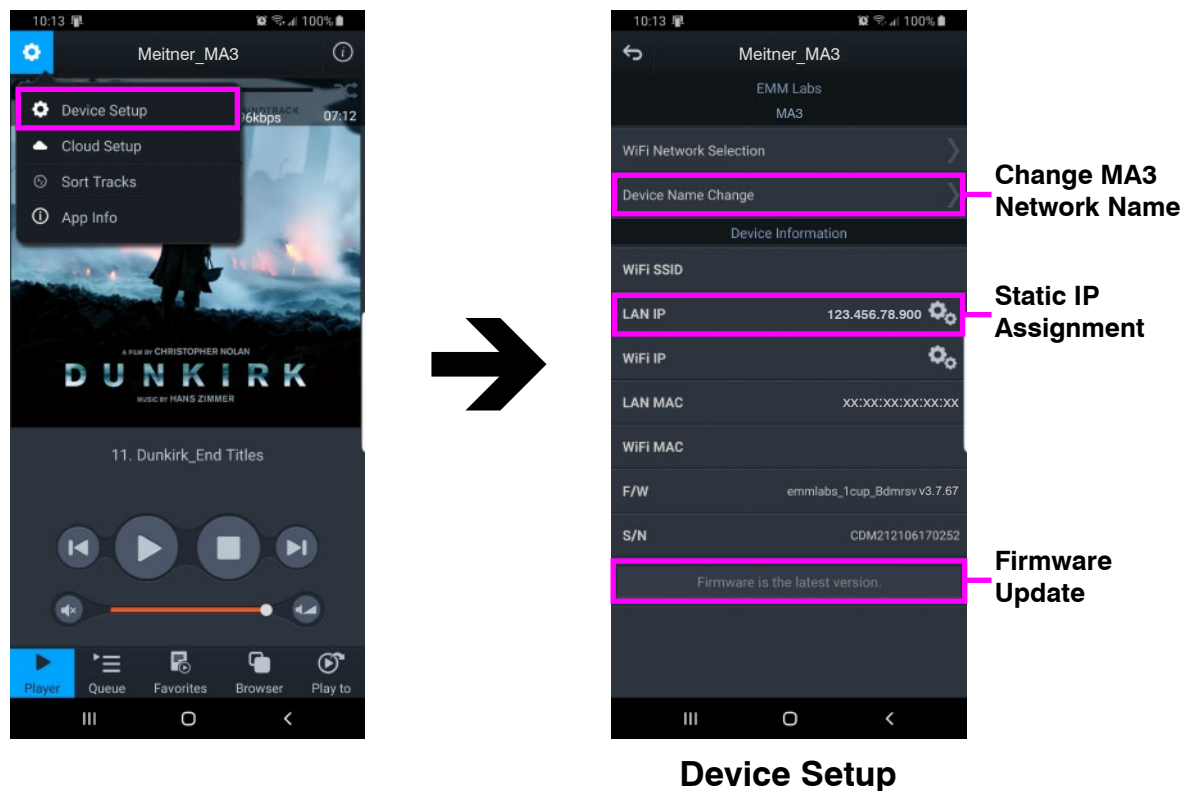 10:13
100%
Meitner_MA3
Device Setup
SOUNDTRACK
96kbps
07:12
Cloud Setup
Sort Tracks
App Info
A FILM BY CHRISTOPHER NOLAN
DUNKIRK
MUSIC BY HANS ZIMMER
11. Dunkirk_End Titles
Player
Queue
Favorites
Browser
Play to
10:13
100%
Meitner_MA3
EMM Labs
MA3
WiFi Network Selection
Device Name Change
Device Information
WiFi SSID
LAN IP 123.456.78.900
WiFi IP
LAN MAC XX:XX:XX:XX:XX:XX
WiFi MAC
F/W emmlabs_1cup_Bdmrsv v3.7.67
S/N CDM212106170252
Firmware is the latest version.
Change MA3
Network Name
Static IP
Assignment
Firmware
Update
Device Setup